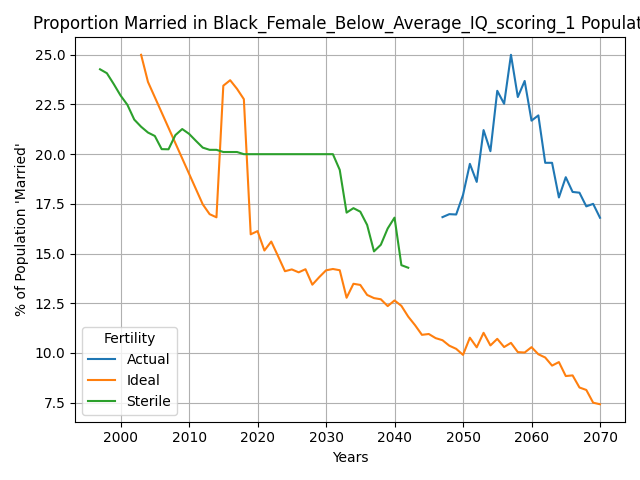 Proportion Married in Black_Female_Below_Average_IQ_scoring_1 Populat
25.0
22.5
20.0
17.5
15.0
12.5
10.0
7.5
% of Population 'Married'
Fertility
Actual
Ideal
Sterile
2000 2010 2020 2030 2040 2050 2060 2070
Years